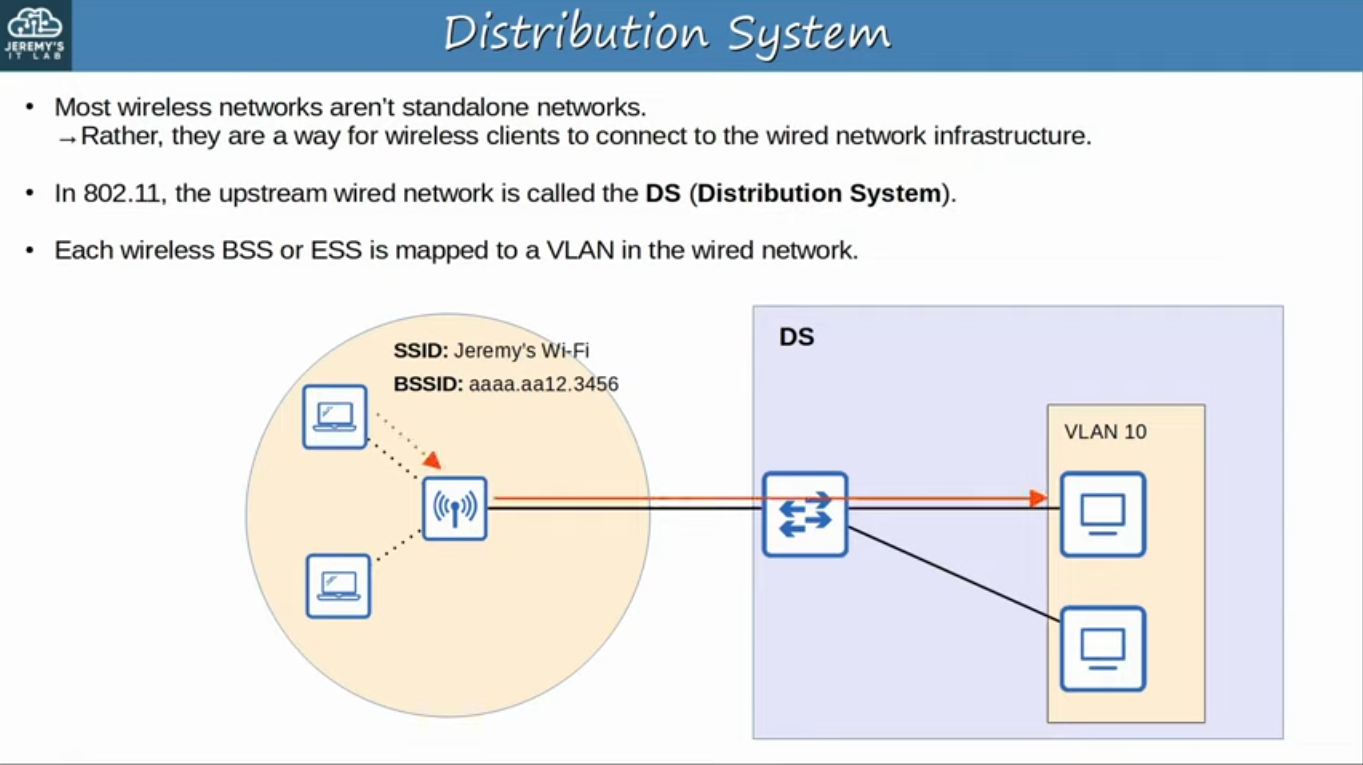 JEREMY'S
IT LAB
Distribution System
• Most wireless networks aren't standalone networks.
→Rather, they are a way for wireless clients to connect to the wired network infrastructure.
• In 802.11, the upstream wired network is called the DS (Distribution System).
• Each wireless BSS or ESS is mapped to a VLAN in the wired network.
SSID: Jeremy's Wi-Fi
BSSID: aaaa.aa12.3456
DS
VLAN 10